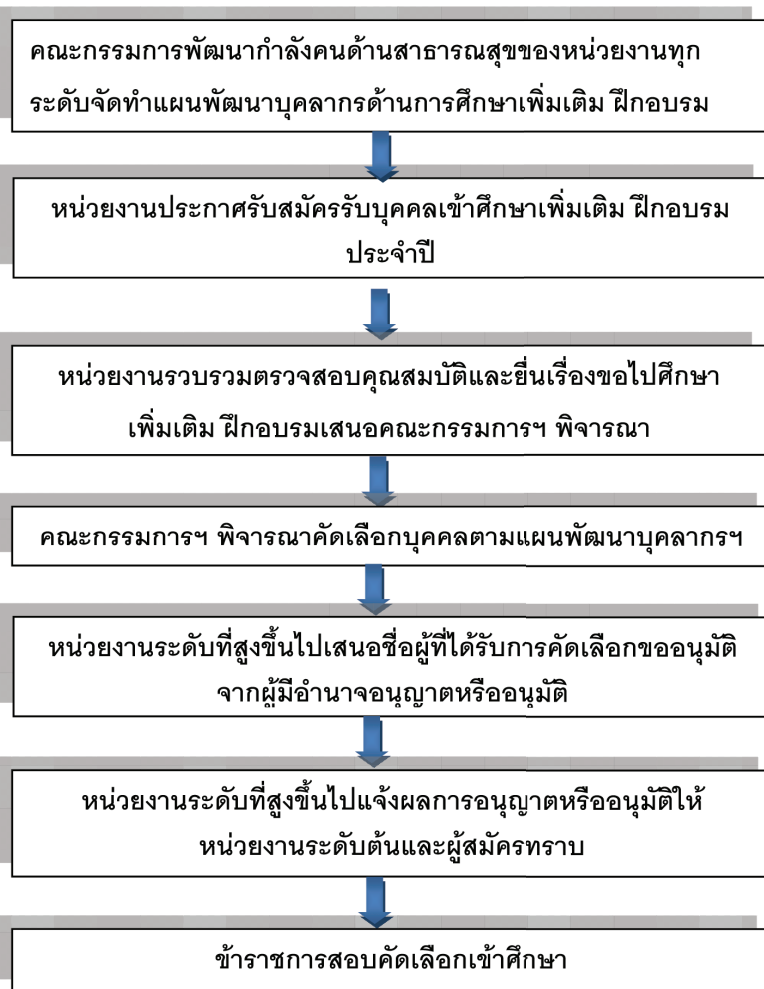 คณะกรรมการพัฒนากำลังคนด้านสาธารณสุขของหน่วยงานทุก
ระดับจัดทำแผนพัฒนาบุคลากรด้านการศึกษาเพิ่มเติม ฝึกอบรม
หน่วยงานประกาศรับสมัครรับบุคคลเข้าศึกษาเพิ่มเติม ฝึกอบรม
ประจำปี
หน่วยงานรวบรวมตรวจสอบคุณสมบัติและยื่นเรื่องขอไปศึกษา
เพิ่มเติม ฝึกอบรมเสนอคณะกรรมการฯ พิจารณา
คณะกรรมการฯ พิจารณาคัดเลือกบุคคลตามแผนพัฒนาบุคลากรฯ
หน่วยงานระดับที่สูงขึ้นไปเสนอชื่อผู้ที่ได้รับการคัดเลือกขออนุมัติ
จากผู้มีอำนาจอนุญาตหรืออนุมัติ
หน่วยงานระดับที่สูงขึ้นไปแจ้งผลการอนุญาตหรืออนุมัติให้
หน่วยงานระดับต้นและผู้สมัครทราบ
ข้าราชการสอบคัดเลือกเข้าศึกษา